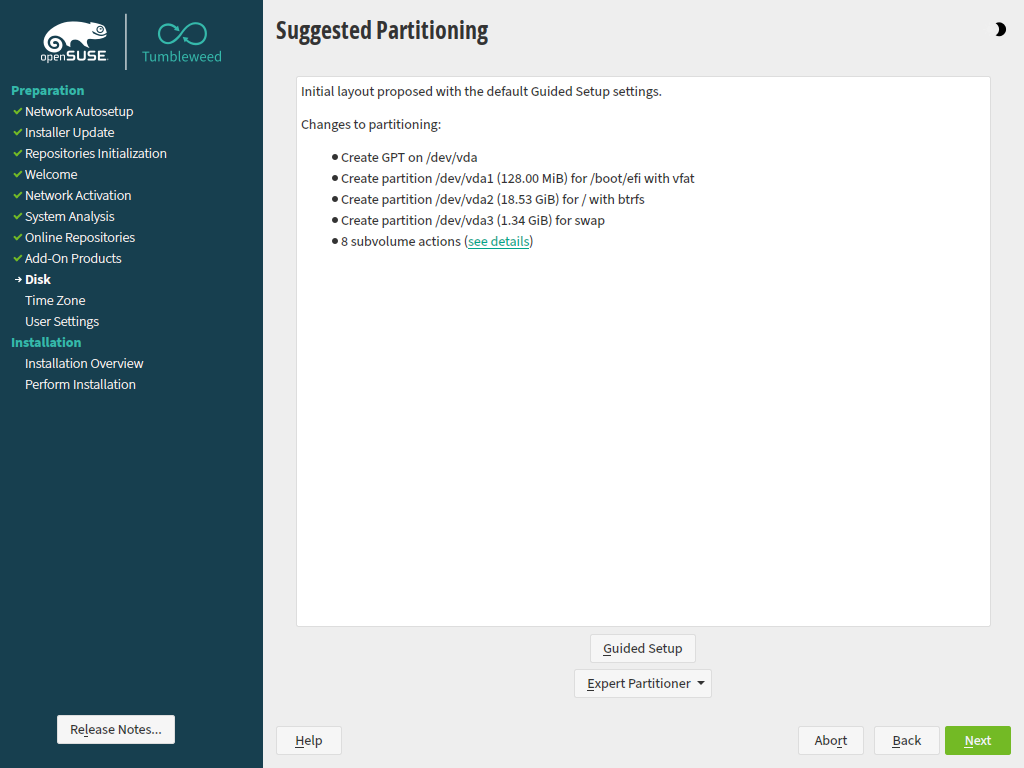 openSUSE
Tumbleweed
Preparation
Network Autosetup
Installer Update
Repositories Initialization
Welcome
Network Activation
System Analysis
Online Repositories
Add-On Products
Disk
Time Zone
User Settings
Installation
Installation Overview
Perform Installation
Release Notes...
Suggested Partitioning
Initial layout proposed with the default Guided Setup settings.
Changes to partitioning:
Create GPT on /dev/vda
Create partition /dev/vda1 (128.00 MiB) for /boot/efi with vfat
Create partition /dev/vda2 (18.53 GiB) for / with btrfs
Create partition /dev/vda3 (1.34 GiB) for swap
8 subvolume actions (see details)
Guided Setup
Expert Partitioner
Help
Abort
Back
Next